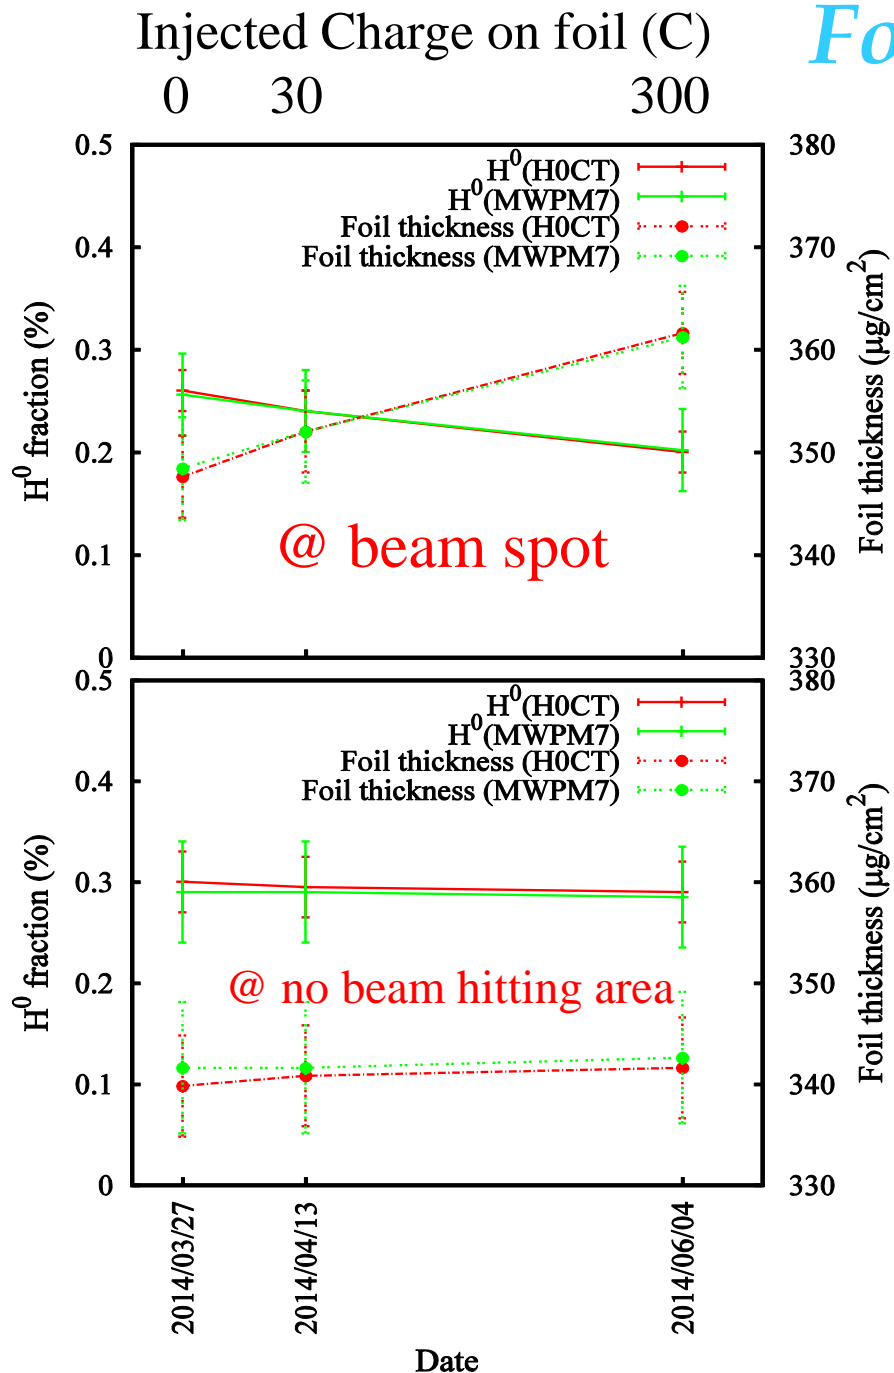 Injected Charge on foil (C)
Fo
0 30 300
0.5 380
H⁰(H0CT)
H⁰(MWPM7)
Foil thickness (H0CT)
0.4 370
Foil thickness (MWPM7)
0.3 360
H⁰ fraction (%)
Foil thickness (µg/cm²)
0.2 350
@ beam spot
0.1 340
0 330
0.5 380
H⁰(H0CT)
H⁰(MWPM7)
Foil thickness (H0CT)
0.4 370
Foil thickness (MWPM7)
0.3 360
H⁰ fraction (%)
Foil thickness (µg/cm²)
0.2 350
@ no beam hitting area
0.1 340
0 330
2014/03/27
2014/04/13
2014/06/04
Date